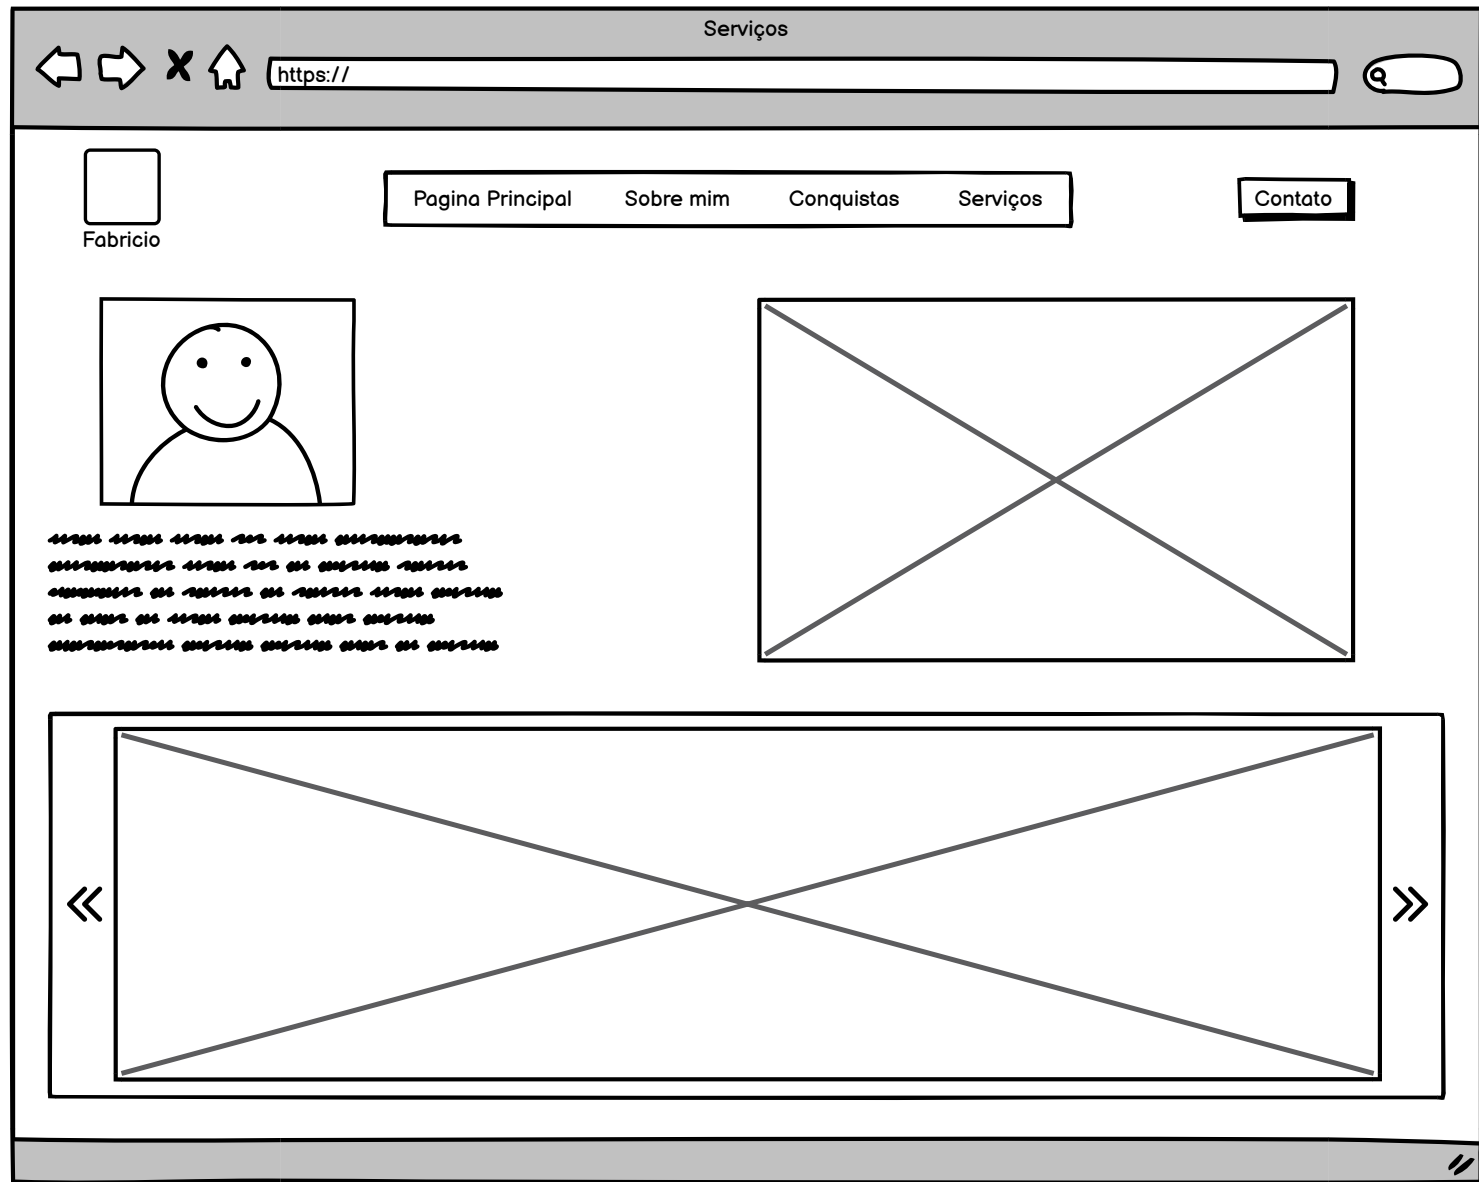 Serviços
https://
Pagina Principal Sobre mim Conquistas Serviços
Contato
Fabricio